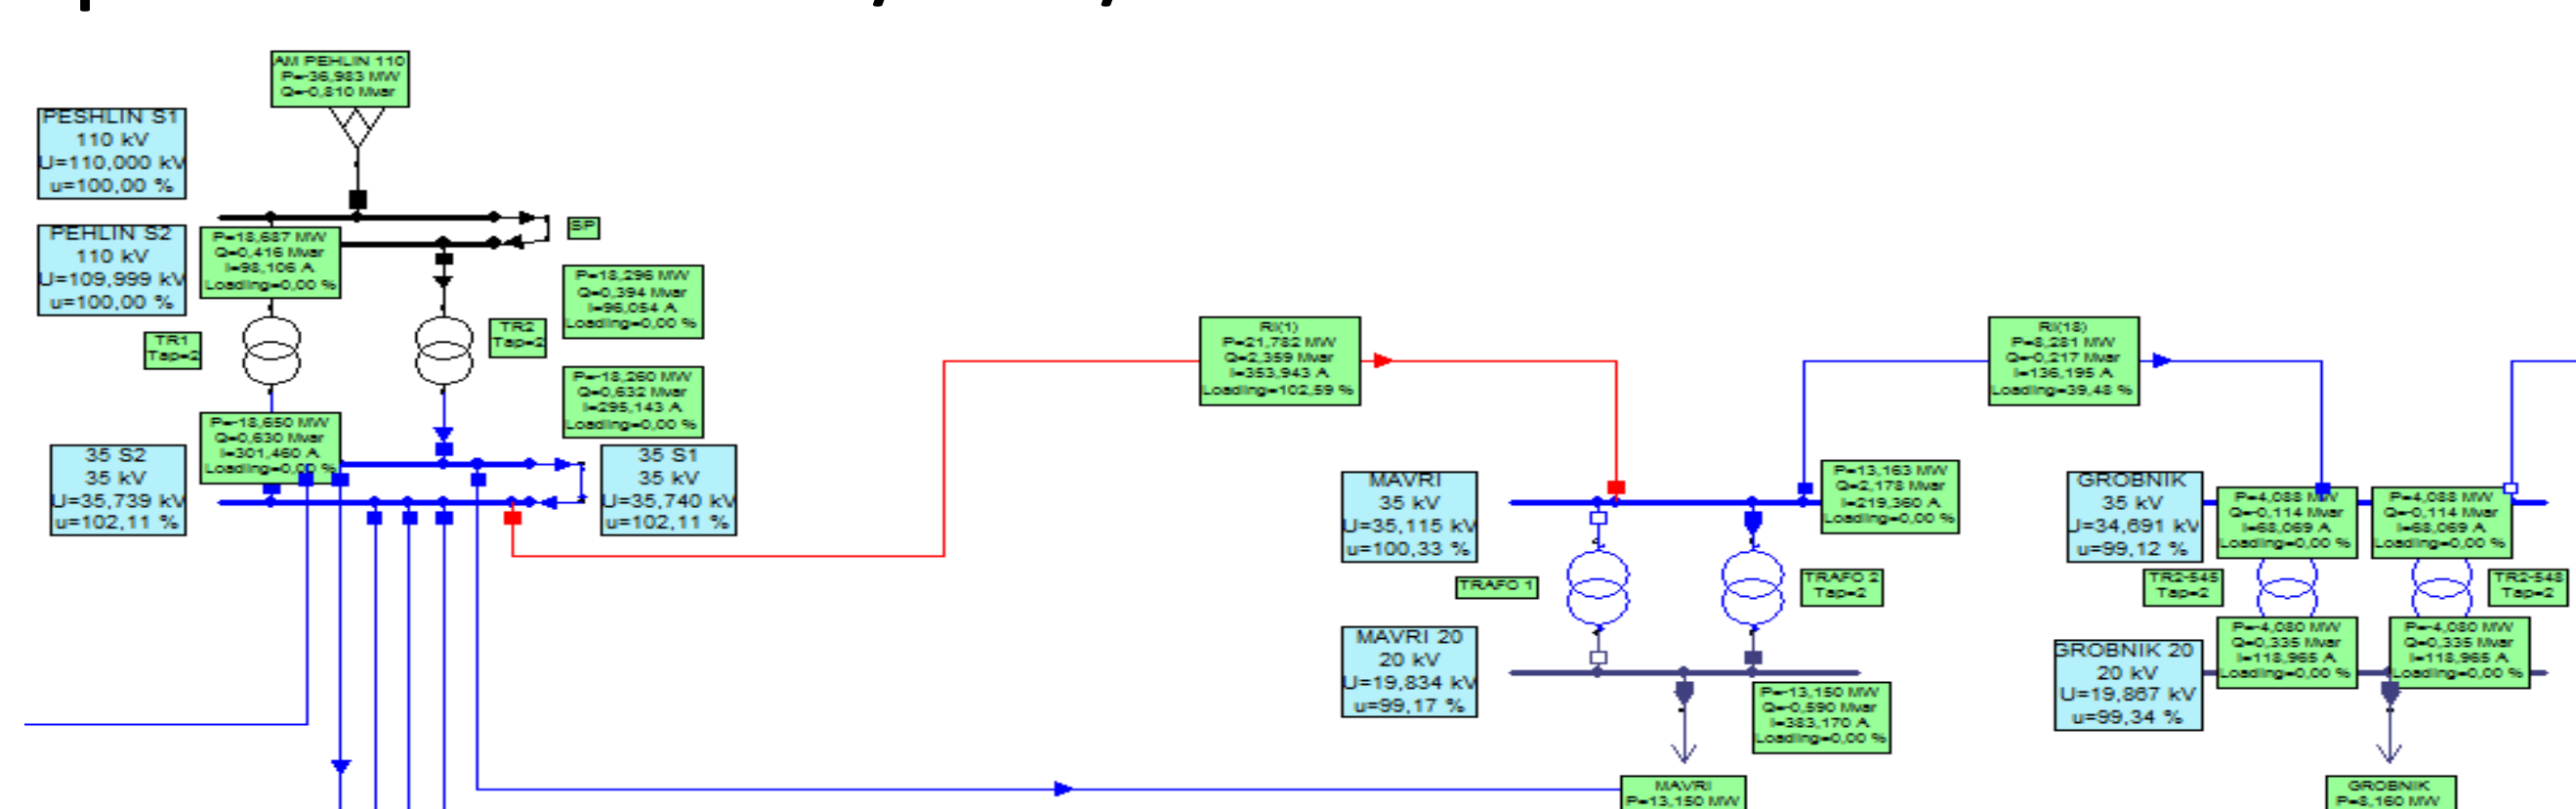 AM PEHLIN 110
P=-36,983 MW
Q=-0,810 Mvar
PESHLIN S1
110 kV
U=110,000 kV
u=100,00 %
PEHLIN S2
110 kV
U=109,999 kV
u=100,00 %
P=18,687 MW
Q=0,416 Mvar
I=98,106 A
Loading=0,00 %
S/P
P=18,296 MW
Q=0,394 Mvar
I=96,054 A
Loading=0,00 %
TR1
Tap=2
TR2
Tap=2
P=-18,260 MW
Q=0,632 Mvar
I=295,143 A
Loading=0,00 %
P=-18,650 MW
Q=0,630 Mvar
I=301,460 A
Loading=0,00 %
35 S2
35 kV
U=35,739 kV
u=102,11 %
35 S1
35 kV
U=35,740 kV
u=102,11 %
RI(1)
P=21,782 MW
Q=2,359 Mvar
I=353,943 A
Loading=102,59 %
RI(18)
P=8,281 MW
Q=-0,217 Mvar
I=136,195 A
Loading=39,48 %
MAVRI
35 kV
U=35,115 kV
u=100,33 %
P=13,163 MW
Q=2,178 Mvar
I=219,360 A
Loading=0,00 %
TRAFO 1
TRAFO 2
Tap=2
MAVRI 20
20 kV
U=19,834 kV
u=99,17 %
P=-13,150 MW
Q=-0,590 Mvar
I=383,170 A
Loading=0,00 %
MAVRI
P=13,150 MW
GROBNIK
35 kV
U=34,691 kV
u=99,12 %
P=4,088 MW
Q=-0,114 Mvar
I=68,069 A
Loading=0,00 %
P=4,088 MW
Q=-0,114 Mvar
I=68,069 A
Loading=0,00 %
TR2-545
Tap=2
TR2-548
Tap=2
GROBNIK 20
20 kV
U=19,867 kV
u=99,34 %
P=-4,080 MW
Q=0,335 Mvar
I=118,965 A
Loading=0,00 %
P=-4,080 MW
Q=0,335 Mvar
I=118,965 A
Loading=0,00 %
GROBNIK
P=8,160 MW